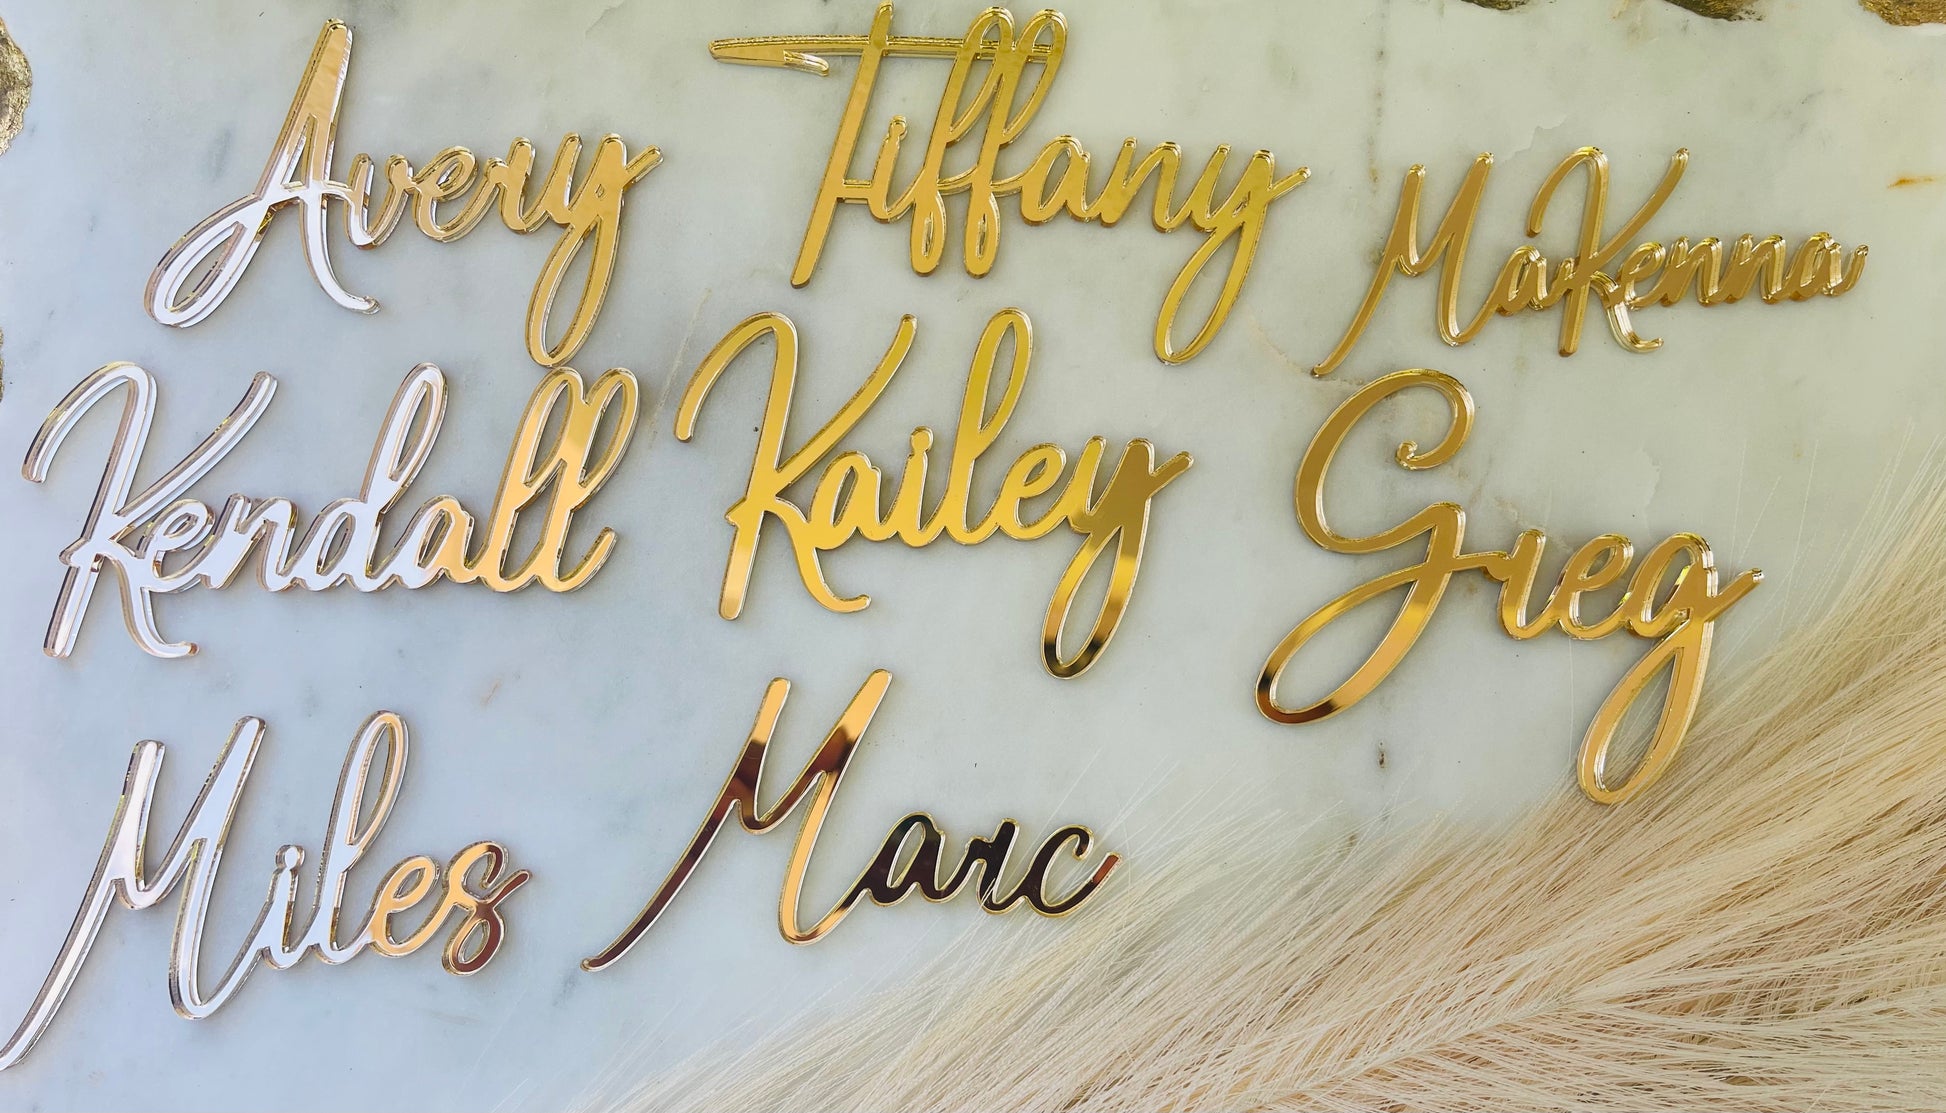 Avery Tiffany MaKenna
Kendall Kailey Greg
Miles Marc